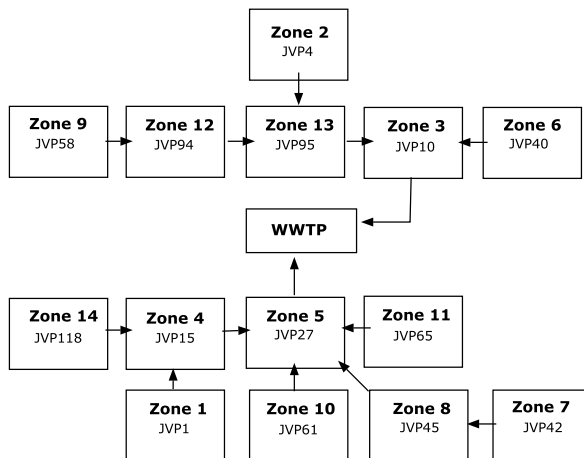 Zone 2
JVP4
Zone 9
JVP58
Zone 12
JVP94
Zone 13
JVP95
Zone 3
JVP10
Zone 6
JVP40
WWTP
Zone 14
JVP118
Zone 4
JVP15
Zone 5
JVP27
Zone 11
JVP65
Zone 1
JVP1
Zone 10
JVP61
Zone 8
JVP45
Zone 7
JVP42